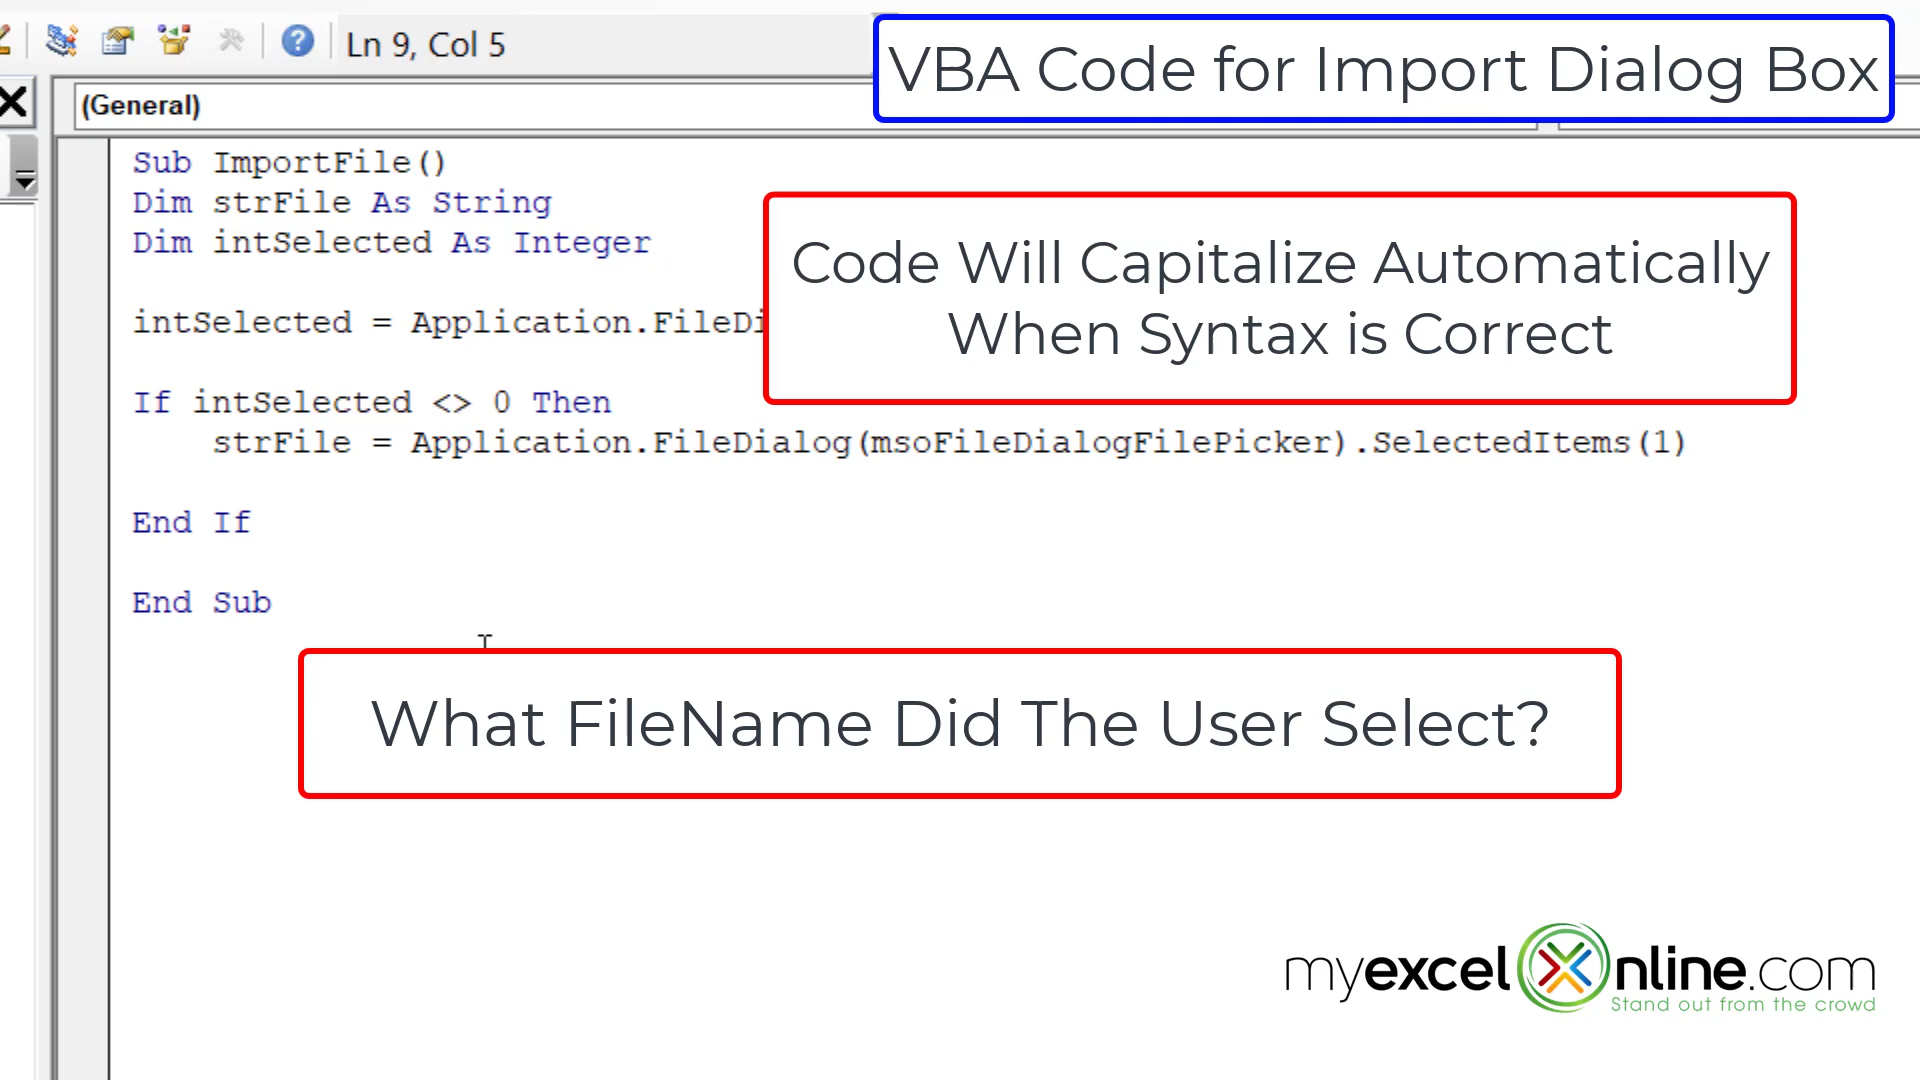 Ln 9, Col 5
VBA Code for Import Dialog Box
(General)
Sub ImportFile()
Dim strFile As String
Dim intSelected As Integer
Code Will Capitalize Automatically
When Syntax is Correct
intSelected = Application.FileDi
If intSelected <> 0 Then
strFile = Application.FileDialog(msoFileDialogFilePicker).SelectedItems(1)
End If
End Sub
What FileName Did The User Select?
myexcelOnline.com
Stand out from the crowd